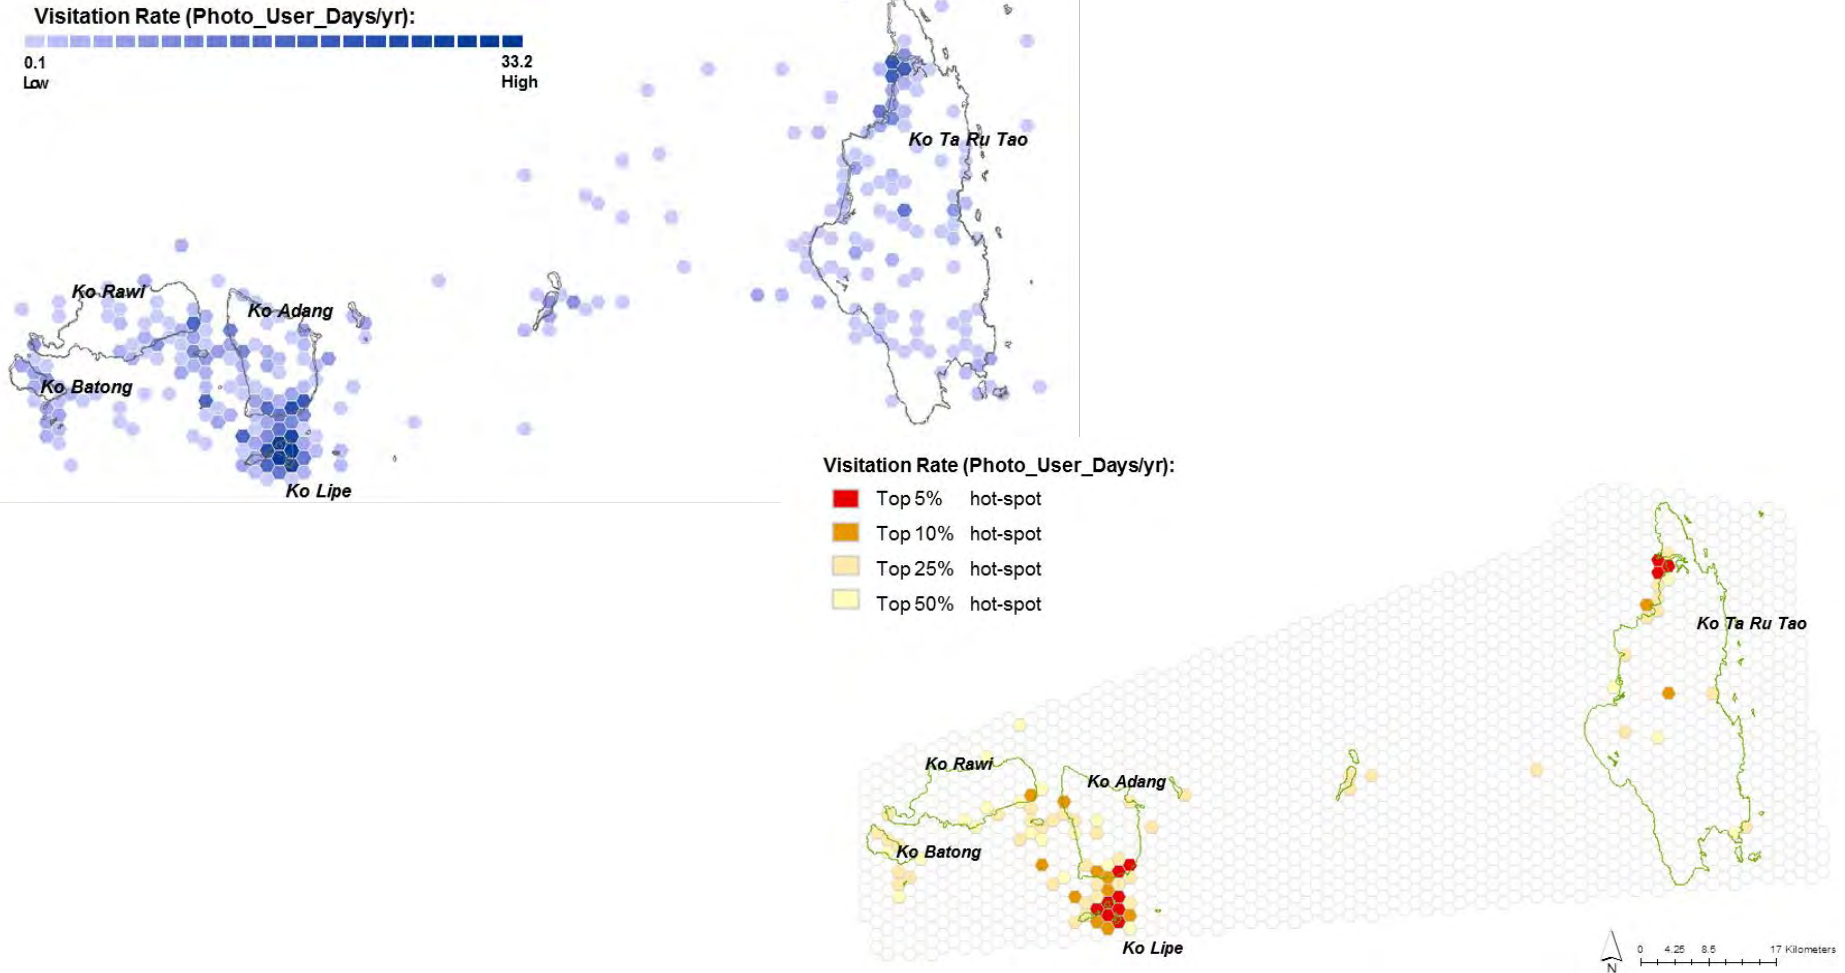 Visitation Rate (Photo_User_Days/yr):
0.1
33.2
Low
High
Ko Ta Ru Tao
Ko Rawi
Ko Adang
Ko Batong
Ko Lipe
Visitation Rate (Photo_User_Days/yr):
Top 5% hot-spot
Top 10% hot-spot
Top 25% hot-spot
Top 50% hot-spot
Ko Ta Ru Tao
Ko Rawi
Ko Adang
Ko Batong
Ko Lipe
0 4.25 8.5 17 Kilometers
N